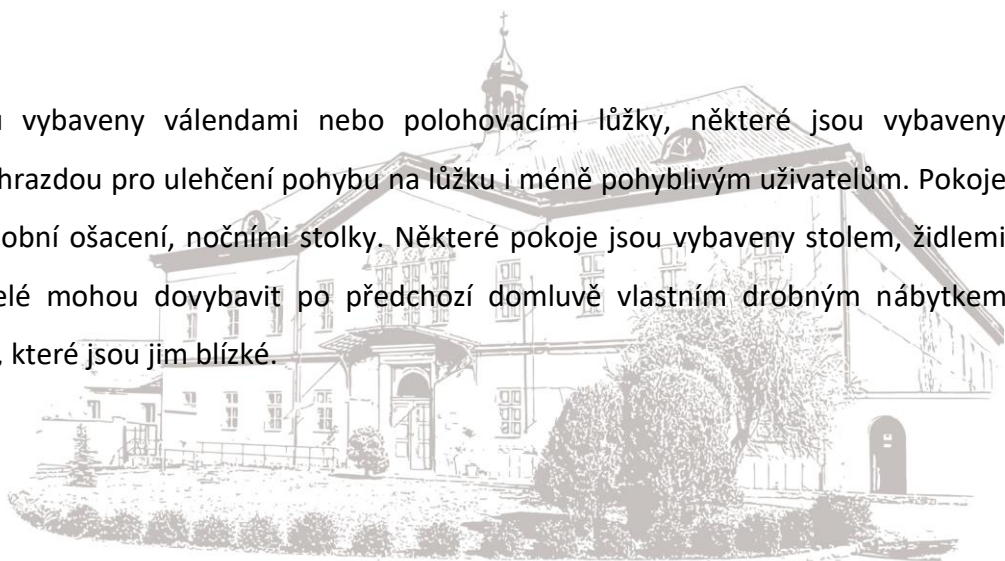 vybaveny válendami nebo polohovacími lůžky, některé jsou vybaveny
hrazdou pro ulehčení pohybu na lůžku i méně pohyblivým uživatelům. Pokoje
obní ošacení, nočními stolky. Některé pokoje jsou vybaveny stolem, židlemi
elé mohou dovybavit po předchozí domluvě vlastním drobným nábytkem
, které jsou jim blízké.